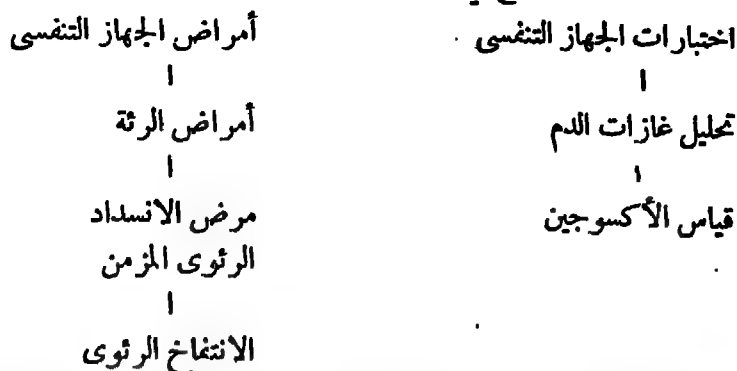 اختبارات الجهاز التنفسى
تحليل غازات الدم
قياس الأكسوجين
أمراض الجهاز التنفسى
أمراض الرئة
مرض الانسداد
الرئوى المزمن
الانتفاخ الرئوى